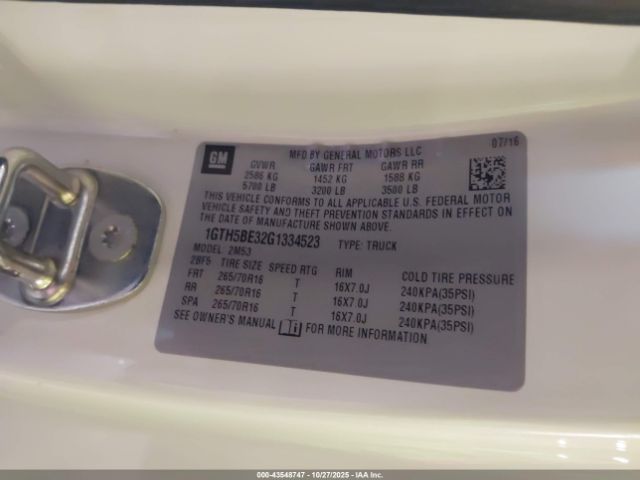 GM
MFD BY GENERAL MOTORS LLC 07/16
GVWR GAWR FRT GAWR RR
2586 KG 1452 KG 1588 KG
5700 LB 3200 LB 3500 LB
THIS VEHICLE CONFORMS TO ALL APPLICABLE U.S. FEDERAL MOTOR
VEHICLE SAFETY AND THEFT PREVENTION STANDARDS IN EFFECT ON
THE DATE OF MANUFACTURE SHOWN ABOVE.
1GTH5BE32G1334523 TYPE: TRUCK
MODEL: 2M53
2BF5 TIRE SIZE SPEED RTG RIM COLD TIRE PRESSURE
FRT 265/70R16 T 16X7.0J 240KPA(35PSI)
RR 265/70R16 T 16X7.0J 240KPA(35PSI)
SPA 265/70R16 T 16X7.0J 240KPA(35PSI)
SEE OWNER'S MANUAL FOR MORE INFORMATION
000-43548747 - 10/27/2025 - IAA Inc.